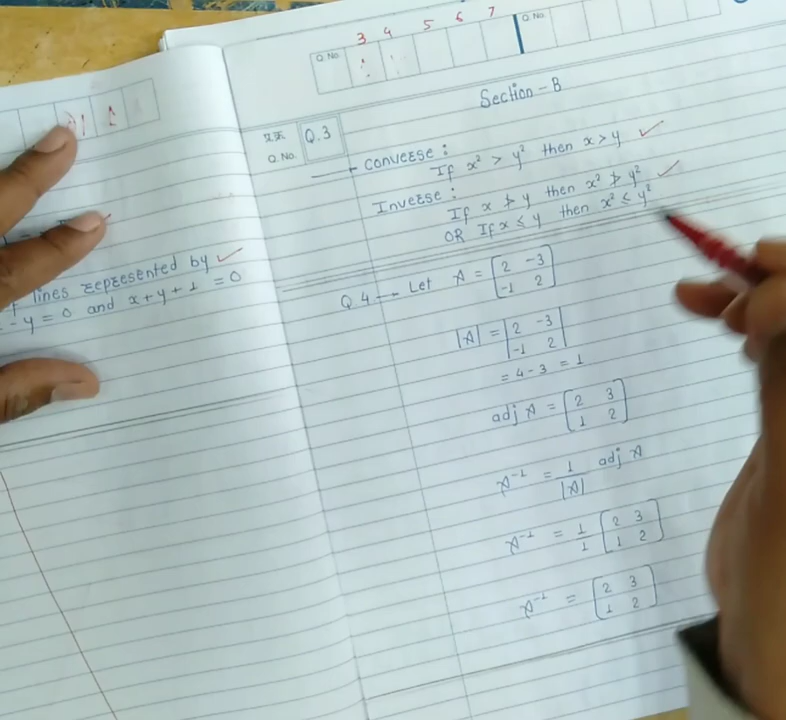 lines represented by
- y = 0 and x + y + 1 = 0
3 4 5 6 7
Q.No.
Q.No.
Section - B
प्र.क्र.
Q.No.
Q.3
Converse :
If x² > y² then x > y
Inverse :
If x ≯ y then x² ≯ y²
OR If x ≤ y then x² ≤ y²
Q 4 Let A = [2 -3
-1 2]
|A| = |2 -3
-1 2|
= 4 - 3 = 1
adj A = [2 3
1 2]
A⁻¹ = 1/|A| adj A
A⁻¹ = 1/1 [2 3
1 2]
A⁻¹ = [2 3
1 2]